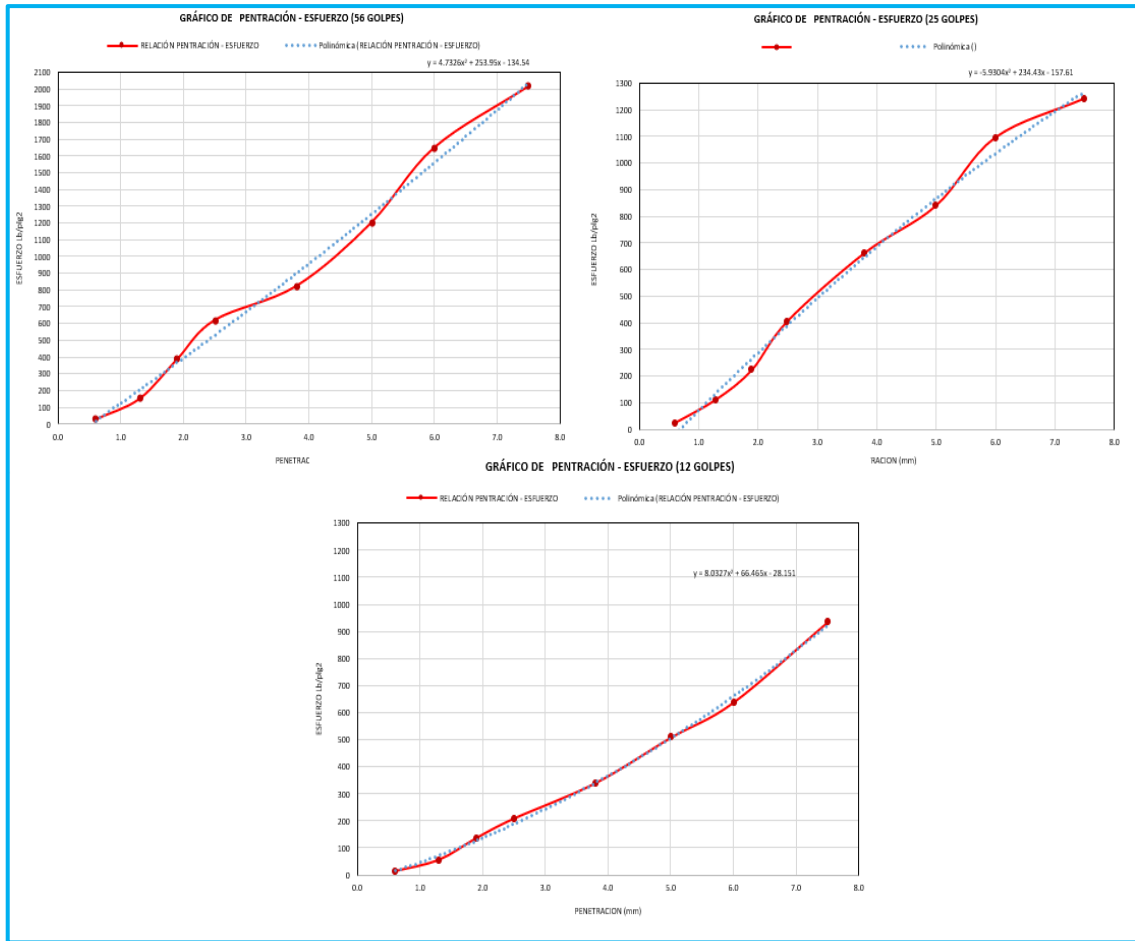 GRÁFICO DE PENTRACIÓN - ESFUERZO (56 GOLPES)
RELACIÓN PENTRACIÓN - ESFUERZO
Polinómica (RELACIÓN PENTRACIÓN - ESFUERZO)
y = 4.7326x² + 253.95x - 134.54
2100
2000
1900
1800
1700
1600
1500
1400
1300
1200
1100
1000
900
800
700
600
500
400
300
200
100
0
ESFUERZO Lb/plg2
0.0 1.0 2.0 3.0 4.0 5.0 6.0 7.0 8.0
PENETRAC
GRÁFICO DE PENTRACIÓN - ESFUERZO (25 GOLPES)
Polinómica ()
y = -5.9304x² + 234.43x - 157.61
1300
1200
1100
1000
900
800
700
600
500
400
300
200
100
0
ESFUERZO Lb/plg2
0.0 1.0 2.0 3.0 4.0 5.0 6.0 7.0 8.0
RACION (mm)
GRÁFICO DE PENTRACIÓN - ESFUERZO (12 GOLPES)
RELACIÓN PENTRACIÓN - ESFUERZO
Polinómica (RELACIÓN PENTRACIÓN - ESFUERZO)
y = 8.0327x² + 66.465x - 28.151
1300
1200
1100
1000
900
800
700
600
500
400
300
200
100
0
ESFUERZO Lb/plg2
0.0 1.0 2.0 3.0 4.0 5.0 6.0 7.0 8.0
PENETRACION (mm)